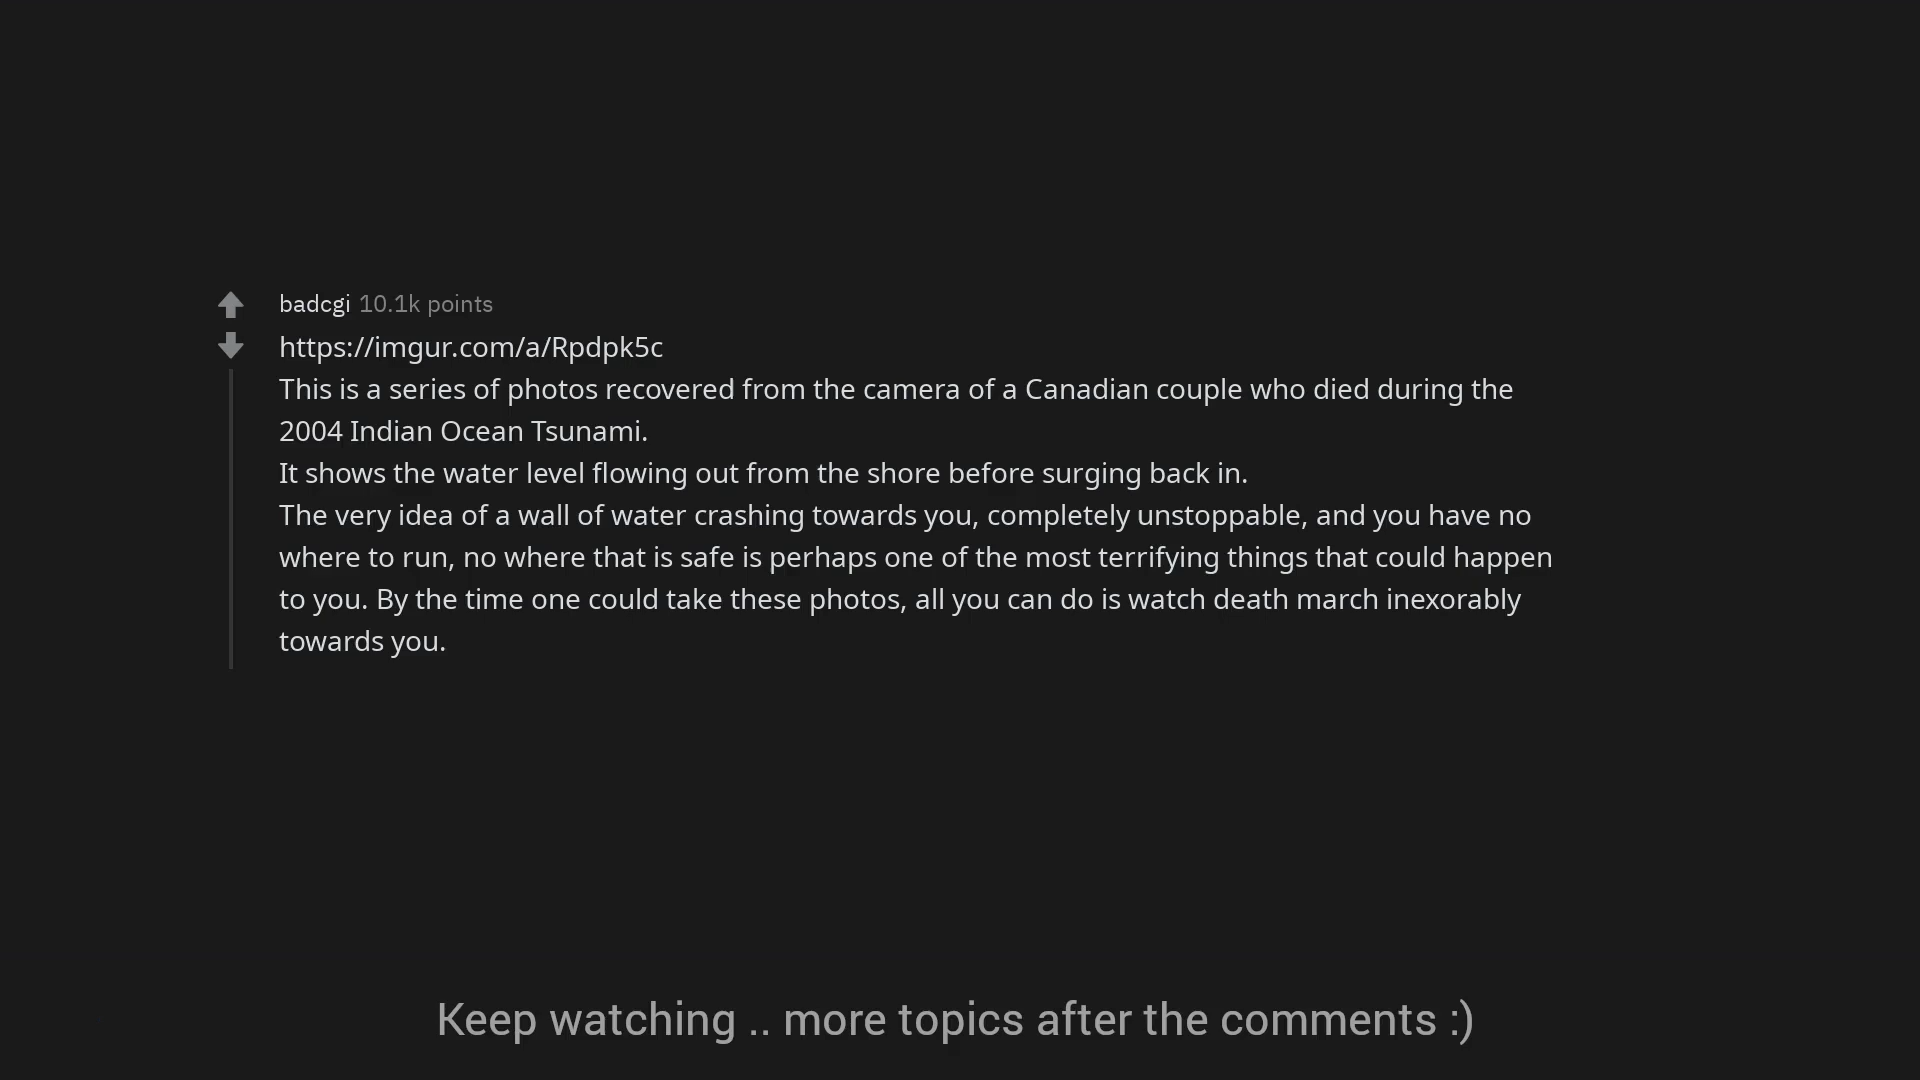 badcgi 10.1k points
https://imgur.com/a/Rpdpk5c
This is a series of photos recovered from the camera of a Canadian couple who died during the
2004 Indian Ocean Tsunami.
It shows the water level flowing out from the shore before surging back in.
The very idea of a wall of water crashing towards you, completely unstoppable, and you have no
where to run, no where that is safe is perhaps one of the most terrifying things that could happen
to you. By the time one could take these photos, all you can do is watch death march inexorably
towards you.
Keep watching .. more topics after the comments :)